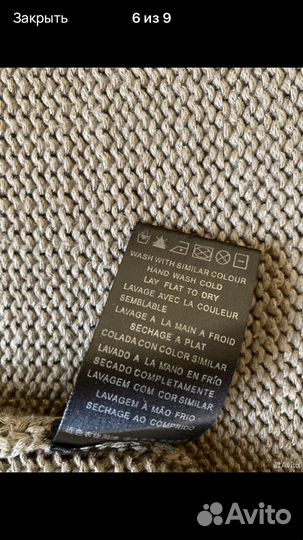 Закрыть
6 из 9
WASH WITH SIMILAR COLOUR
HAND WASH COLD
LAY FLAT TO DRY
LAVAGE AVEC LA COULEUR
SEMBLABLE
LAVAGE A LA MAIN A FROID
SECHAGE A PLAT
COLADA CON COLOR SIMILAR
LAVADO A LA MANO EN FRÍO
SECADO COMPLETAMENTE
LAVAGEM COM COR SIMILAR
LAVAGEM À MÃO FRIO
SECHAGE AO COMPRIDO
Avito
Avito